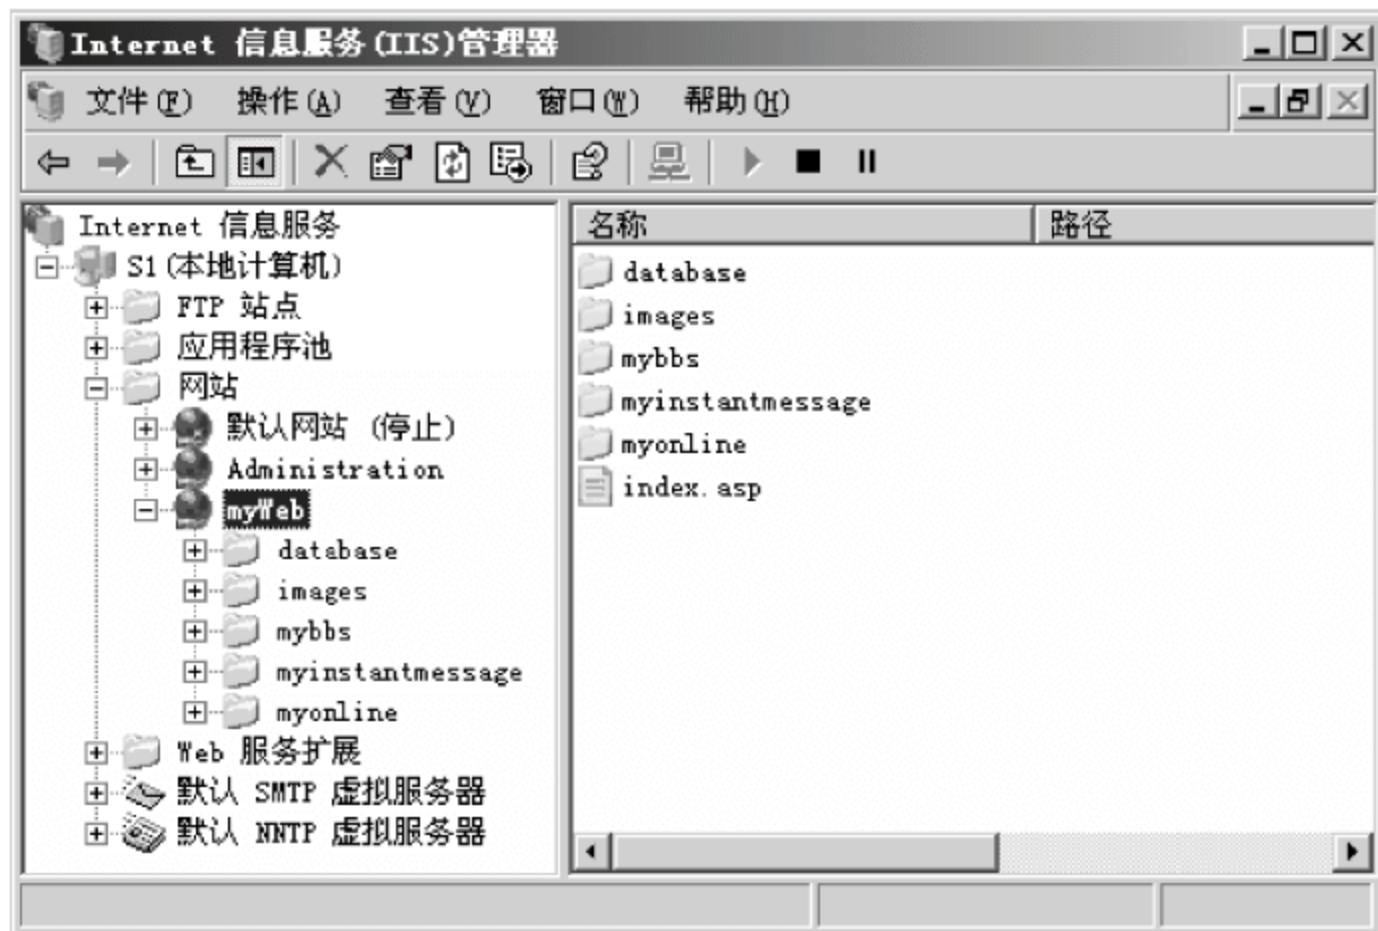 Internet 信息服务(IIS)管理器
文件(F) 操作(A) 查看(V) 窗口(W) 帮助(H)
Internet 信息服务
S1(本地计算机)
FTP 站点
应用程序池
网站
默认网站 (停止)
Administration
myWeb
database
images
mybbs
myinstantmessage
myonline
Web 服务扩展
默认 SMTP 虚拟服务器
默认 NNTP 虚拟服务器
名称 路径
database
images
mybbs
myinstantmessage
myonline
index.asp